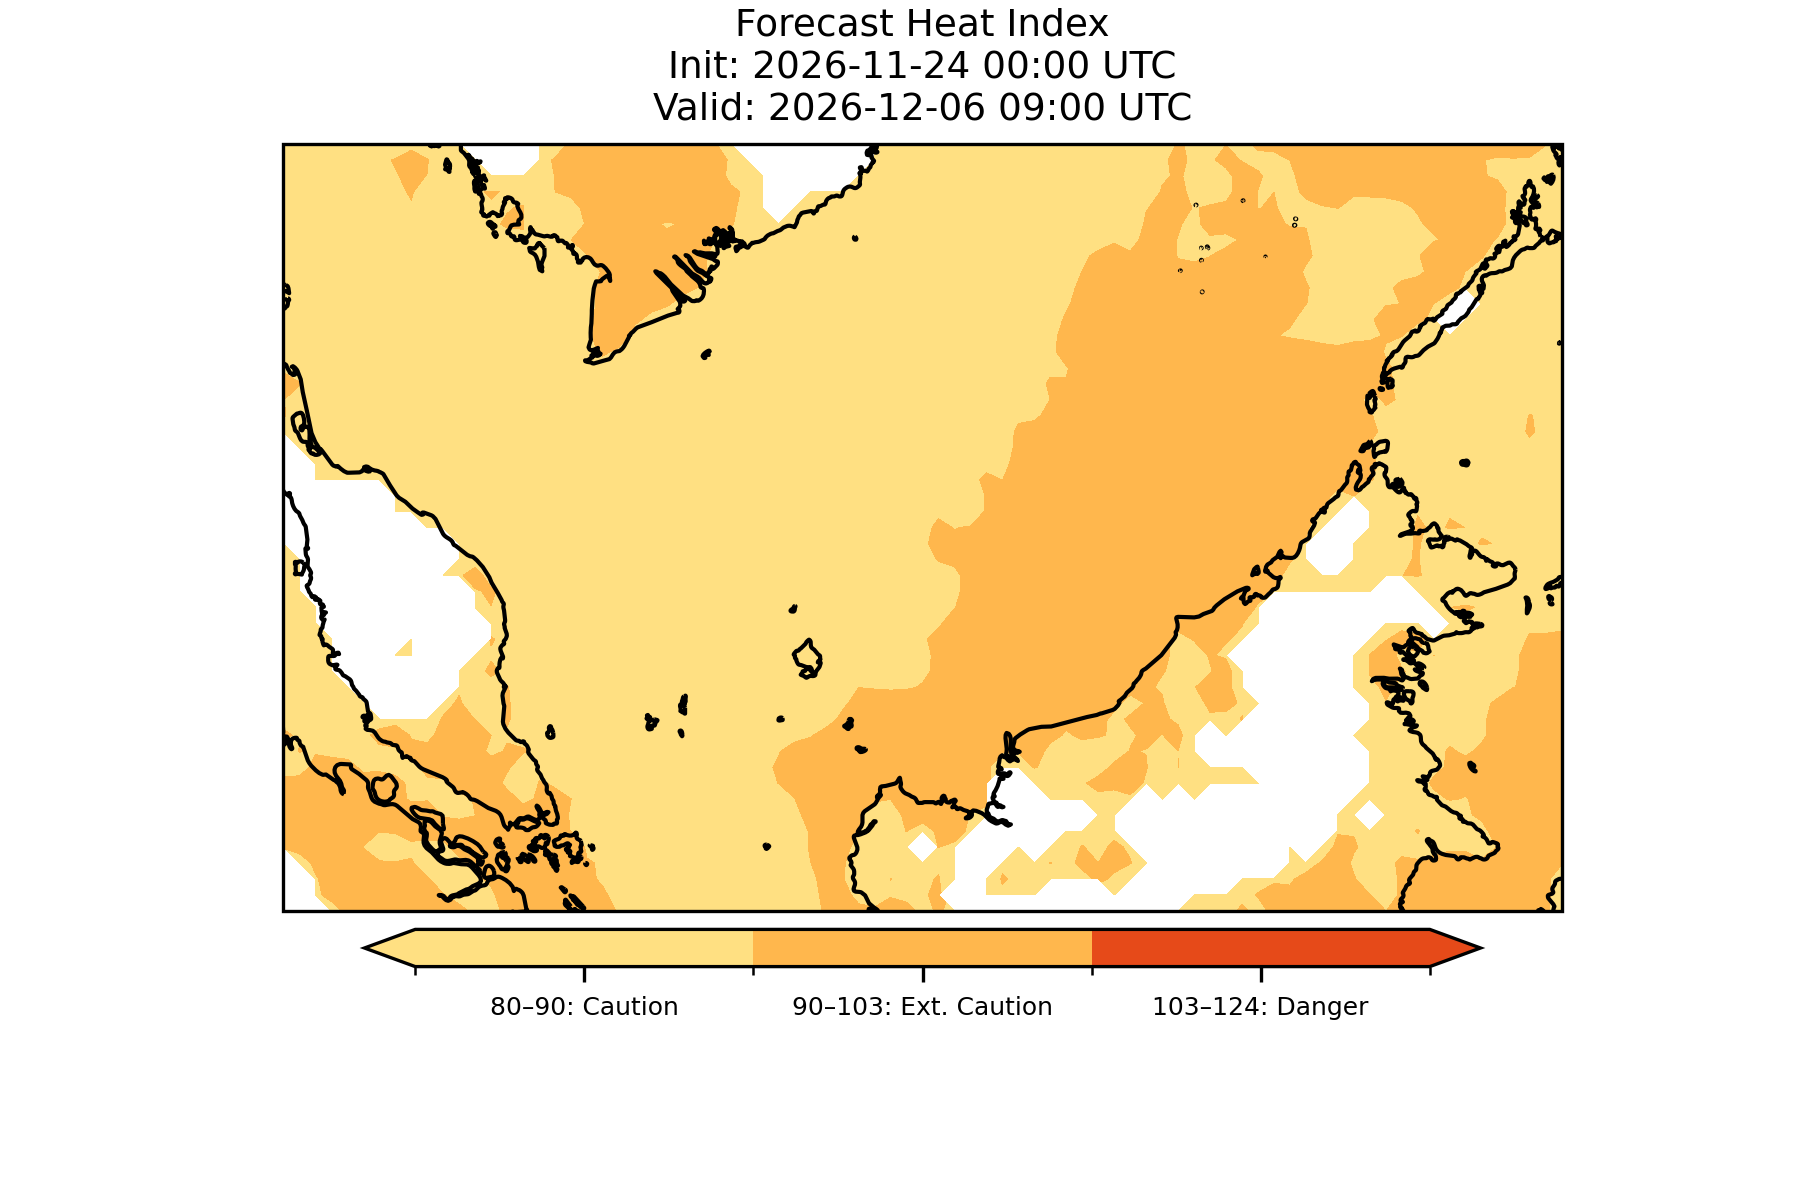 Forecast Heat Index
Init: 2026-11-24 00:00 UTC
Valid: 2026-12-06 09:00 UTC
80–90: Caution
90–103: Ext. Caution
103–124: Danger